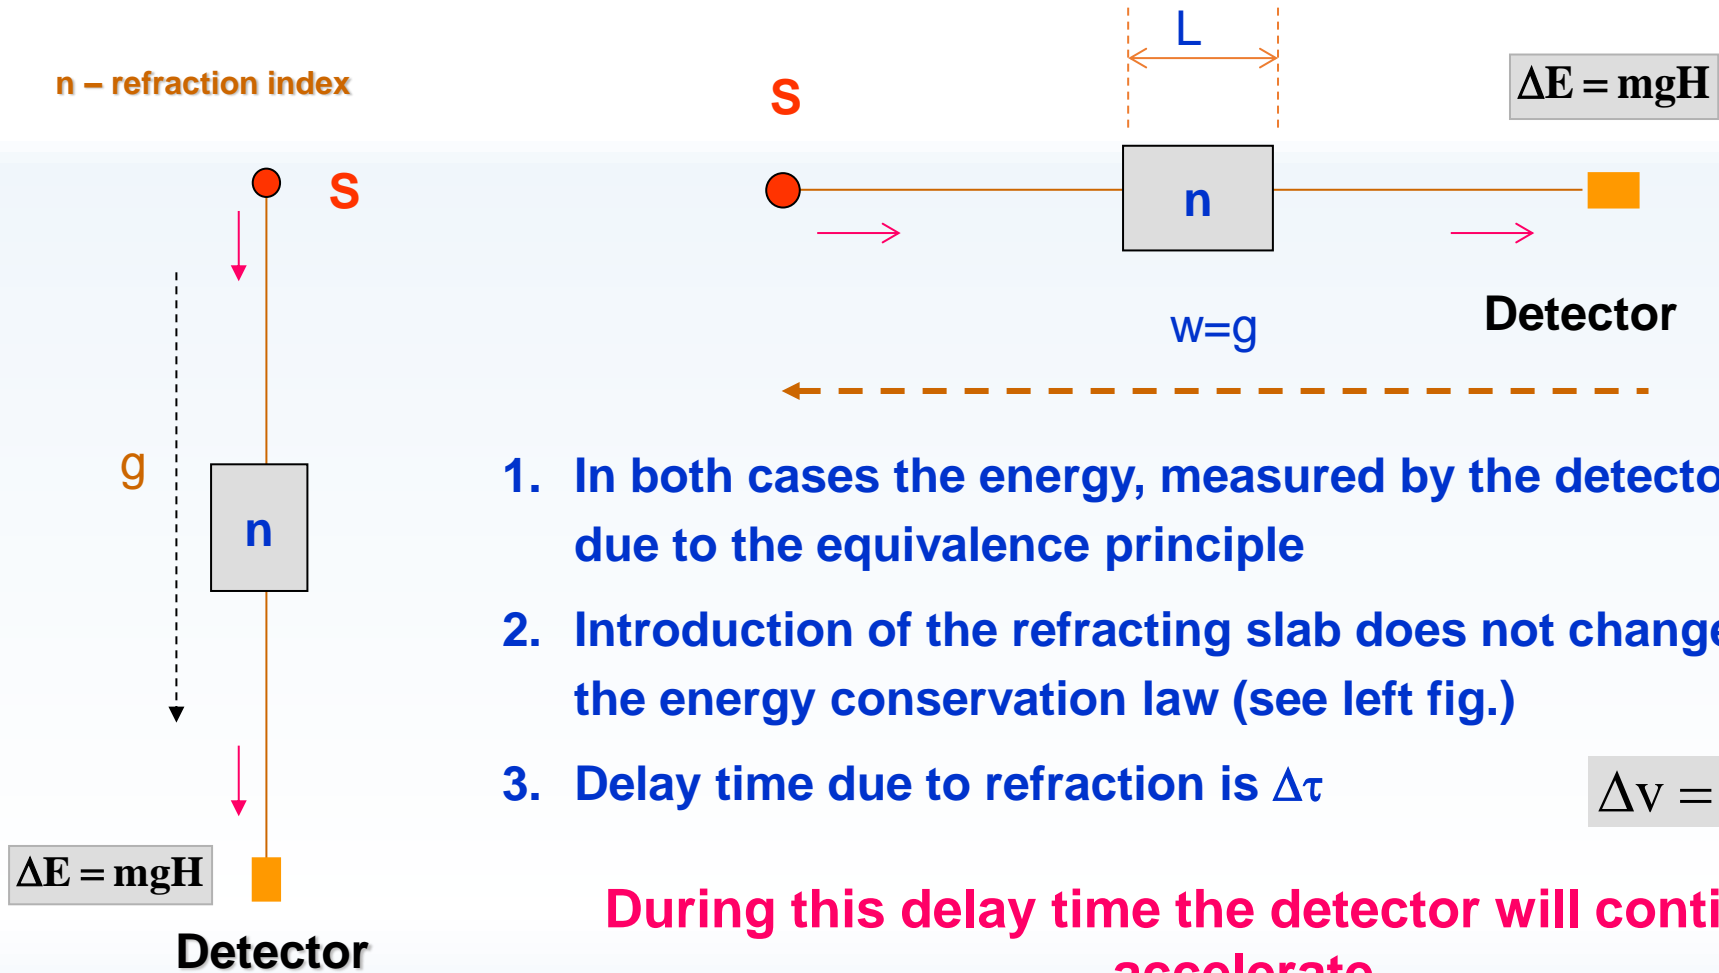 n – refraction index
S
L
ΔE = mgH
S
n
w=g
Detector
g
n
ΔE = mgH
Detector
1. In both cases the energy, measured by the
due to the equivalence principle
2. Introduction of the refracting slab does not change
the energy conservation law (see left fig.)
3. Delay time due to refraction is Δτ
Δv =
During this delay time the detector will
accelerate